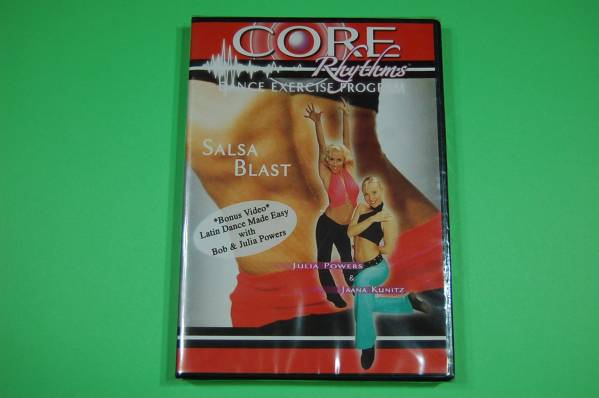 CORE
Rhythms
DANCE EXERCISE PROGRAM
SALSA
BLAST
*Bonus Video*
Latin Dance Made Easy
with
Bob & Julia Powers
JULIA POWERS
&
JAANA KUNITZ